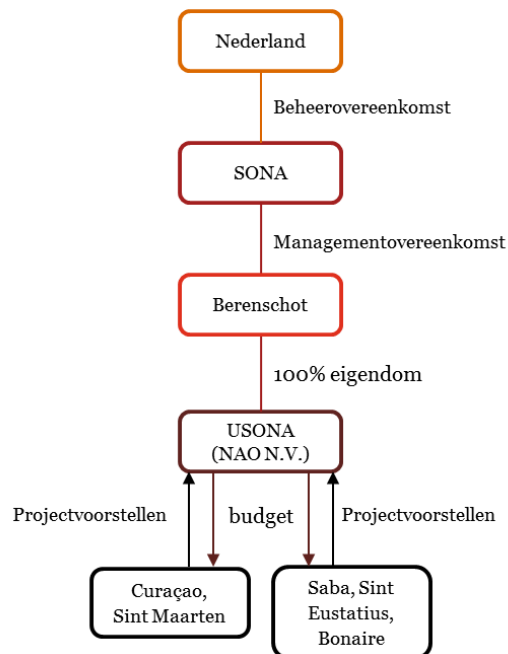 Nederland
Beheerovereenkomst
SONA
Managementovereenkomst
Berenschot
100% eigendom
USONA
(NAO N.V.)
Projectvoorstellen
budget
Projectvoorstellen
Curaçao,
Sint Maarten
Saba, Sint
Eustatius,
Bonaire